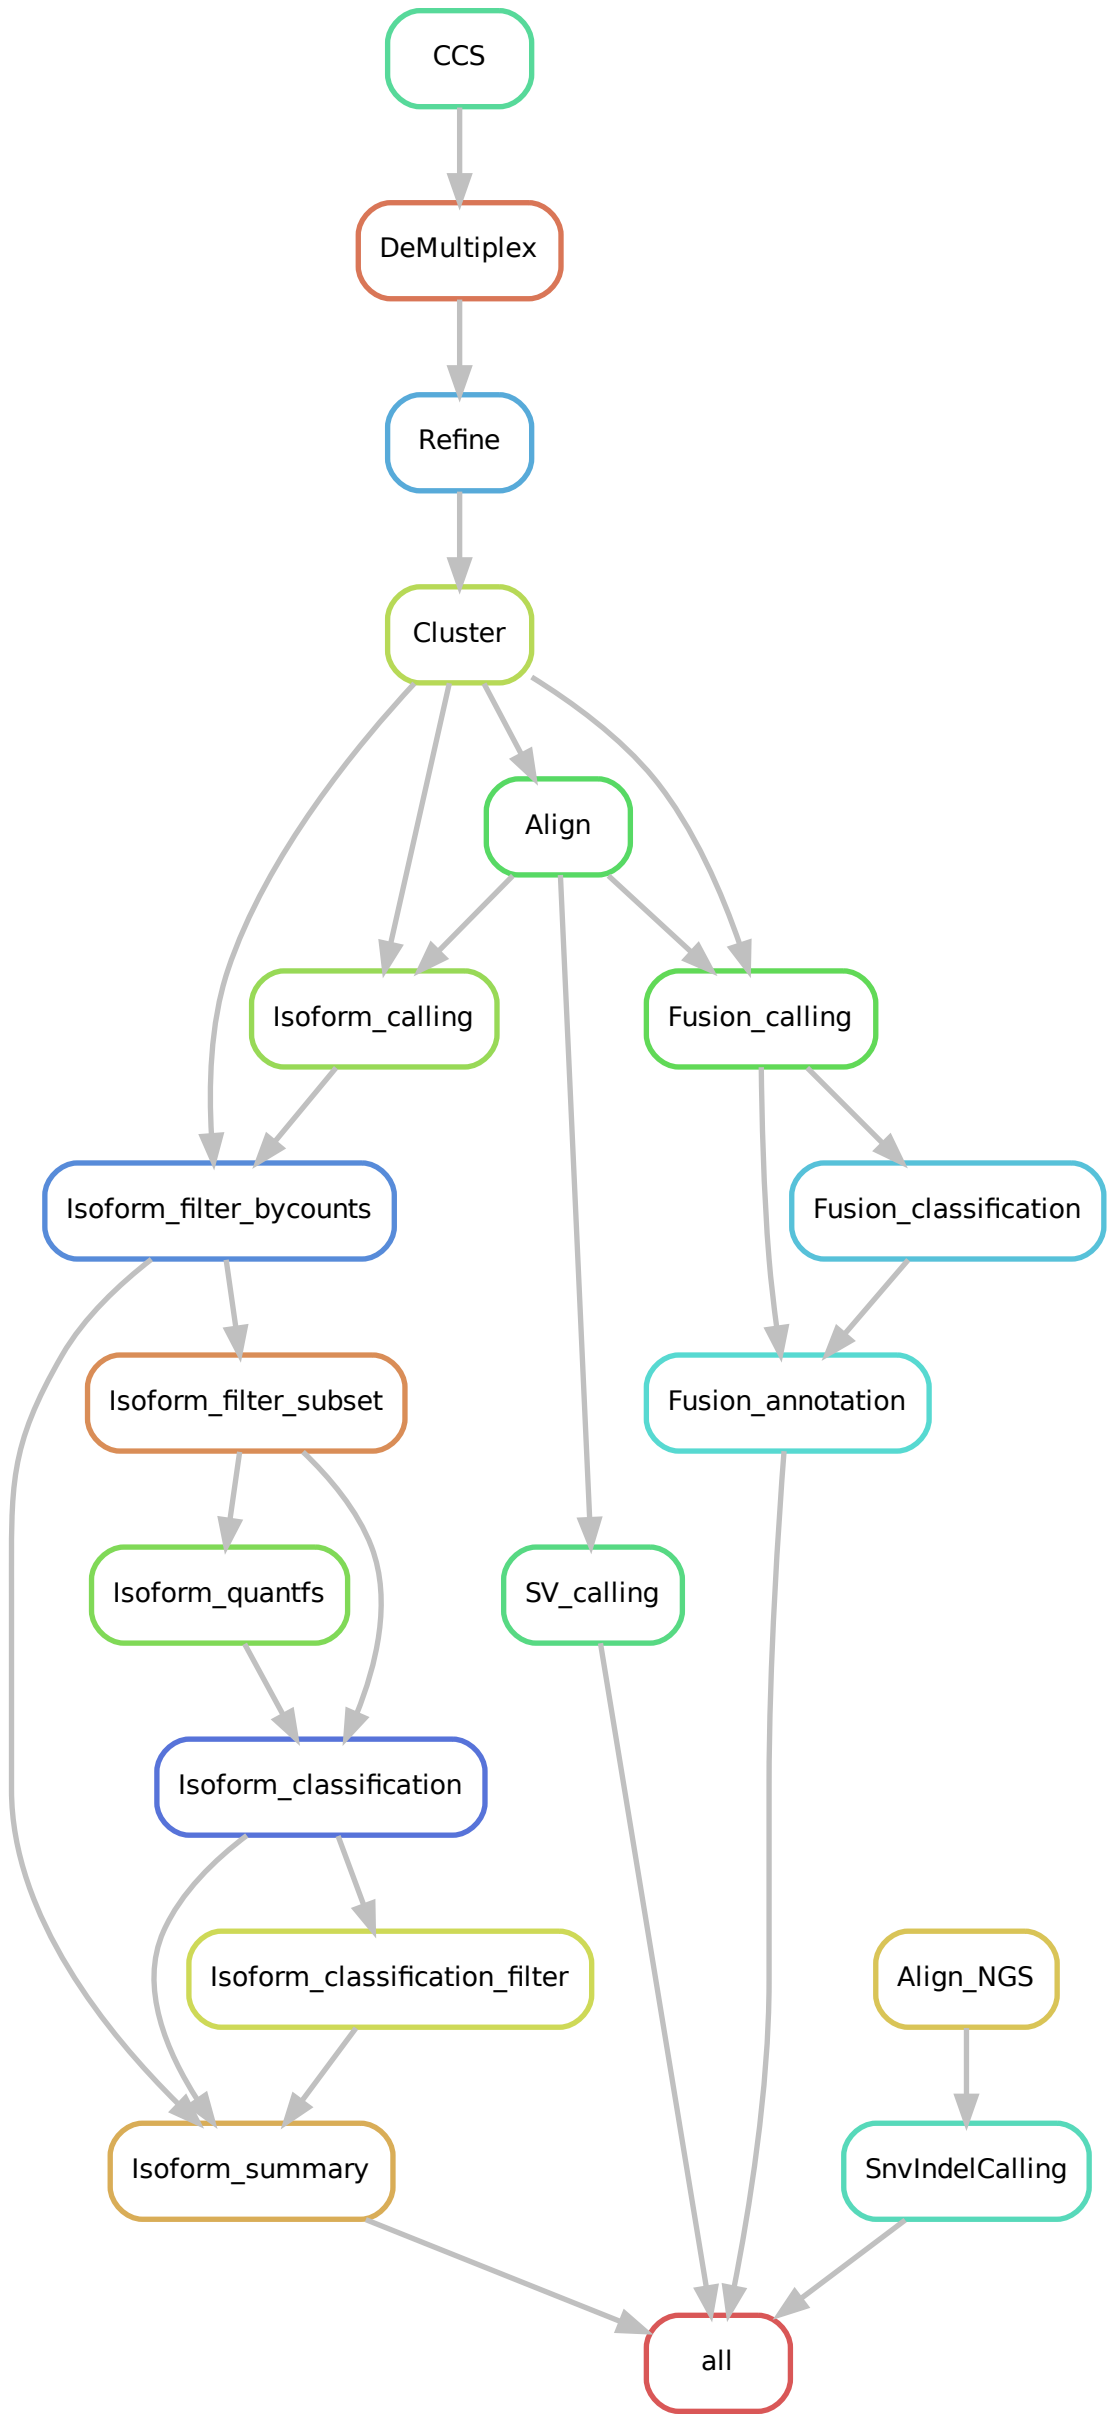 CCS
DeMultiplex
Refine
Cluster
Align
Isoform_calling
Fusion_calling
Isoform_filter_bycounts
Fusion_classification
Isoform_filter_subset
Fusion_annotation
Isoform_quantfs
SV_calling
Isoform_classification
Isoform_classification_filter
Align_NGS
Isoform_summary
SnvIndelCalling
all